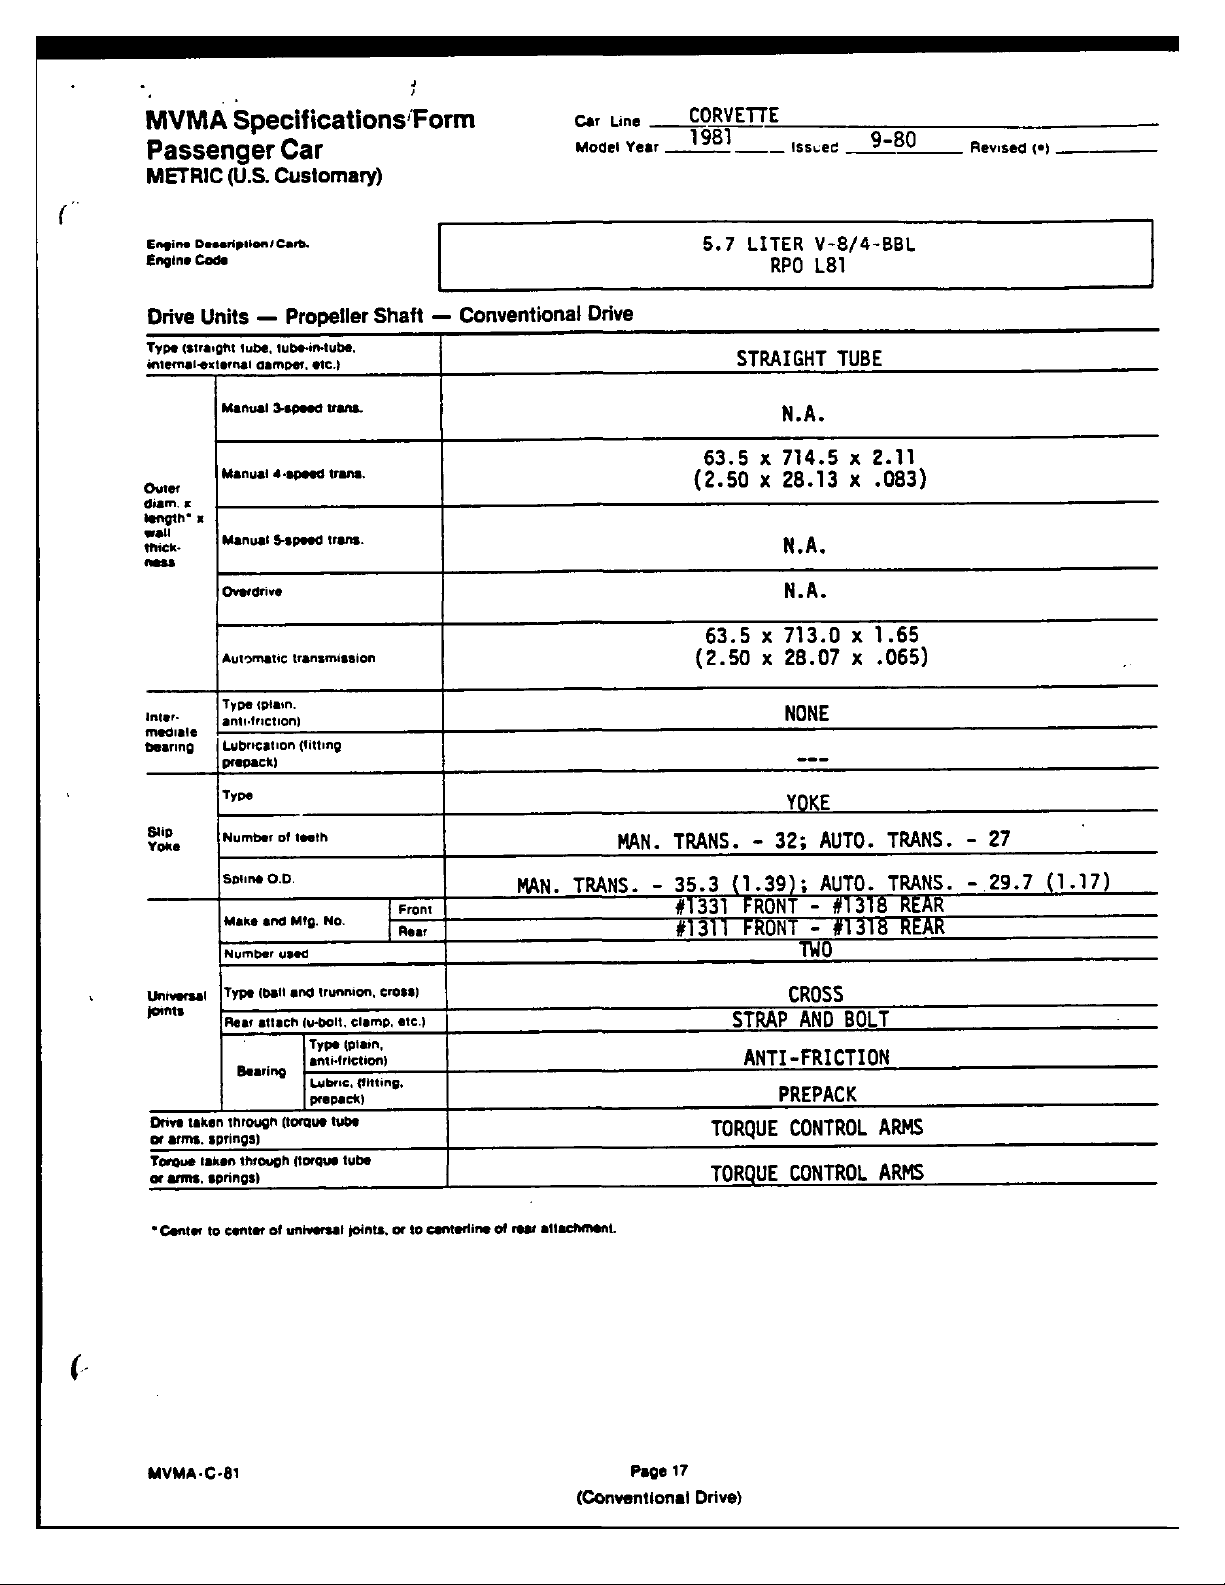 MVMA Specifications Form
Passenger Car
METRIC (U.S. Customary)
Car Line CORVETTE
Model Year 1981 Issued 9-80 Revised (•)
Engine Description/Carb.
Engine Code
5.7 LITER V-8/4-BBL
RPO L81
Drive Units — Propeller Shaft — Conventional Drive
Type (straight tube, tube-in-tube,
internal-external damper, etc.)
STRAIGHT TUBE
Outer
diam. x
length* x
wall
thick-
ness
Manual 3-speed trans.
N.A.
Manual 4-speed trans.
63.5 x 714.5 x 2.11
(2.50 x 28.13 x .083)
Manual 5-speed trans.
N.A.
Overdrive
N.A.
Automatic transmission
63.5 x 713.0 x 1.65
(2.50 x 28.07 x .065)
Inter-
mediate
bearing
Type (plain,
anti-friction)
NONE
Lubrication (fitting
prepack)
---
Slip
Yoke
Type
YOKE
Number of teeth
MAN. TRANS. - 32; AUTO. TRANS. - 27
Spline O.D.
MAN. TRANS. - 35.3 (1.39); AUTO. TRANS. - 29.7 (1.17)
Universal
joints
Make and Mfg. No.
Front
#1331 FRONT - #1318 REAR
Rear
#1311 FRONT - #1318 REAR
Number used
TWO
Type (ball and trunnion, cross)
CROSS
Rear attach (u-bolt, clamp, etc.)
STRAP AND BOLT
Bearing
Type (plain,
anti-friction)
ANTI-FRICTION
Lubric. (fitting,
prepack)
PREPACK
Drive taken through (torque tube
or arms, springs)
TORQUE CONTROL ARMS
Torque taken through (torque tube
or arms, springs)
TORQUE CONTROL ARMS
*Center to center of universal joints, or to centerline of rear attachment.
MVMA-C-81
Page 17
(Conventional Drive)